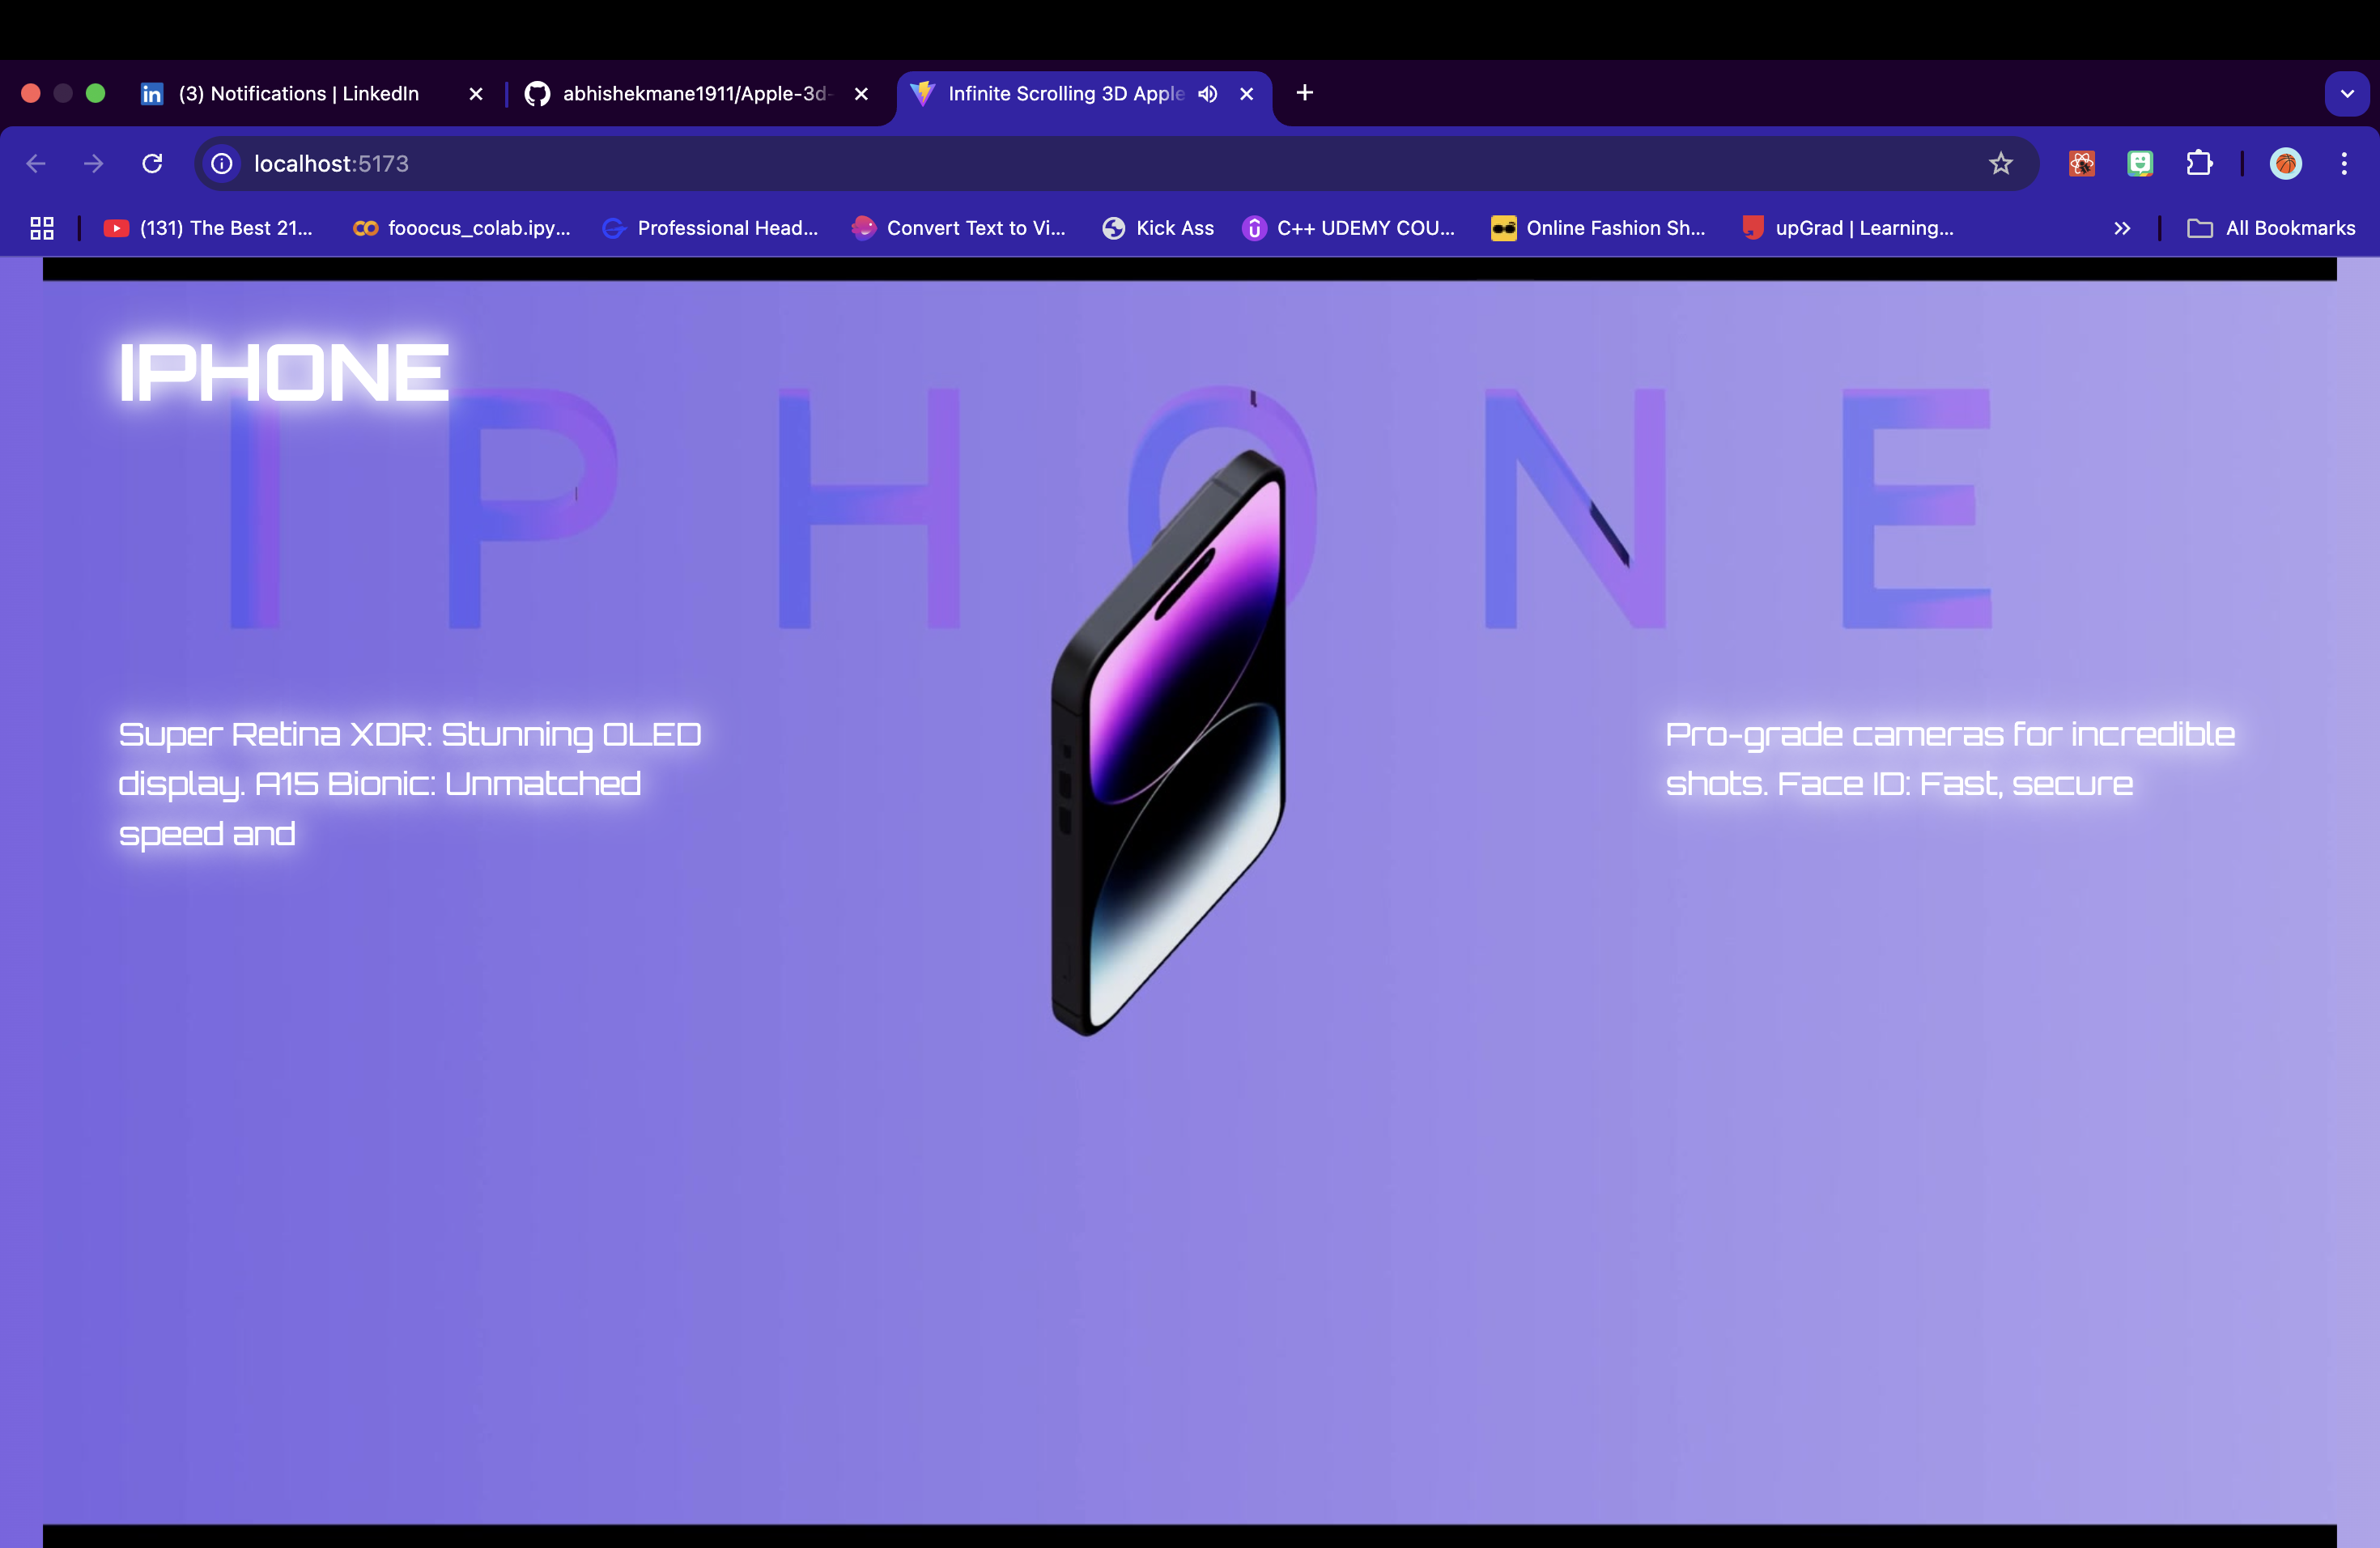 (3) Notifications | LinkedIn
abhishekmane1911/Apple-3d-
Infinite Scrolling 3D Apple
localhost:5173
(131) The Best 21...
fooocus_colab.ipy...
Professional Head...
Convert Text to Vi...
Kick Ass
C++ UDEMY COU...
Online Fashion Sh...
upGrad | Learning...
All Bookmarks
IPHONE
IPHONE
Super Retina XDR: Stunning OLED
display. A15 Bionic: Unmatched
speed and
Pro-grade cameras for incredible
shots. Face ID: Fast, secure